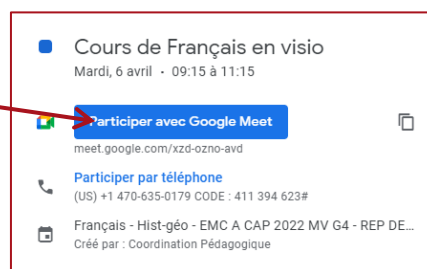 Cours de Français en visio
Mardi, 6 avril · 09:15 à 11:15
Participer avec Google Meet
meet.google.com/xzd-ozno-avd
Participer par téléphone
(US) +1 470-635-0179 CODE : 411 394 623#
Français - Hist-géo - EMC A CAP 2022 MV G4 - REP DE...
Créé par : Coordination Pédagogique